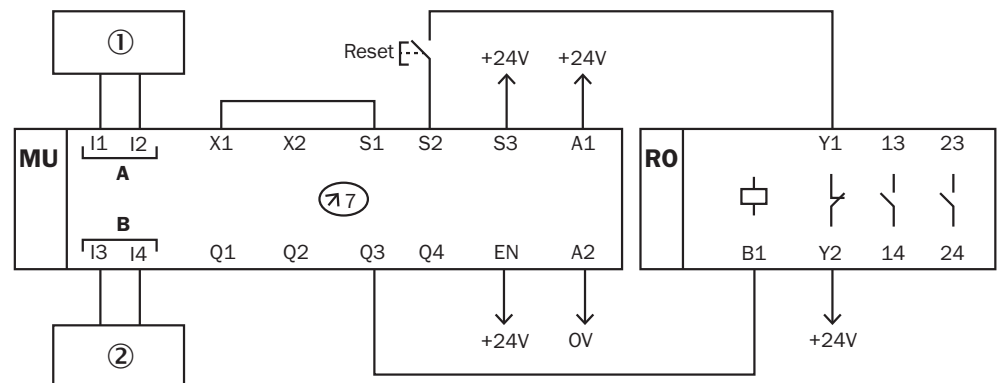 ①
Reset
+24V +24V
MU I1 I2 X1 X2 S1 S2 S3 A1
A
↗7
B
I3 I4 Q1 Q2 Q3 Q4 EN A2
+24V 0V
②
RO Y1 13 23
B1 Y2 14 24
+24V